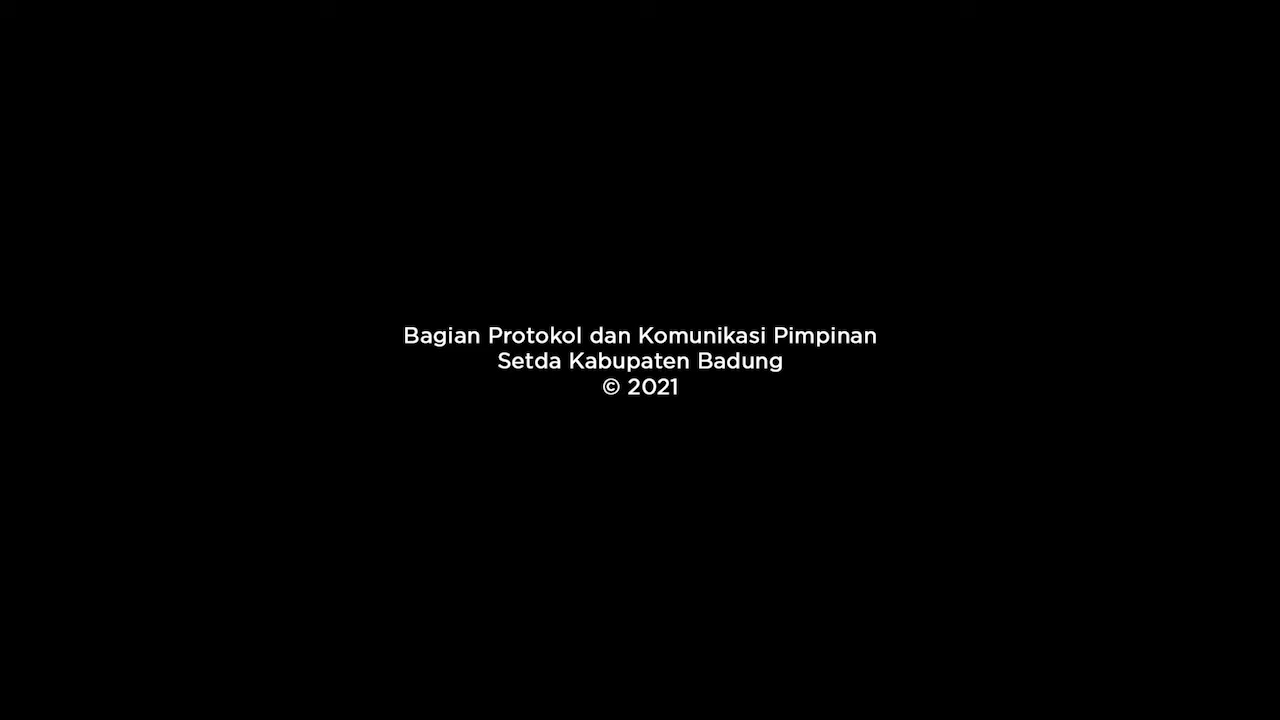 Bagian Protokol dan Komunikasi Pimpinan
Setda Kabupaten Badung
© 2021